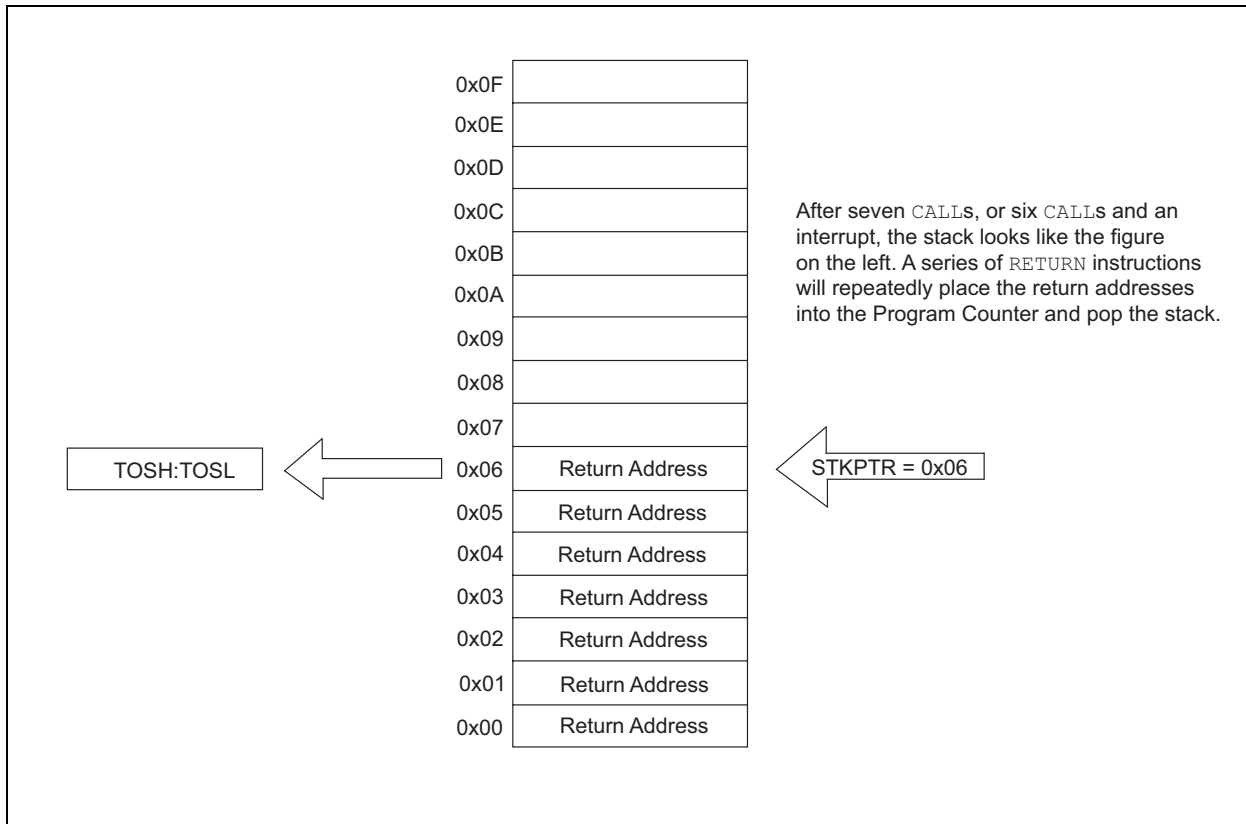 0x0F
0x0E
0x0D
0x0C
0x0B
0x0A
0x09
0x08
0x07
0x06
0x05
0x04
0x03
0x02
0x01
0x00
TOSH:TOSL
Return Address
Return Address
Return Address
Return Address
Return Address
Return Address
Return Address
STKPTR = 0x06
After seven CALLs, or six CALLs and an
interrupt, the stack looks like the figure
on the left. A series of RETURN instructions
will repeatedly place the return addresses
into the Program Counter and pop the stack.